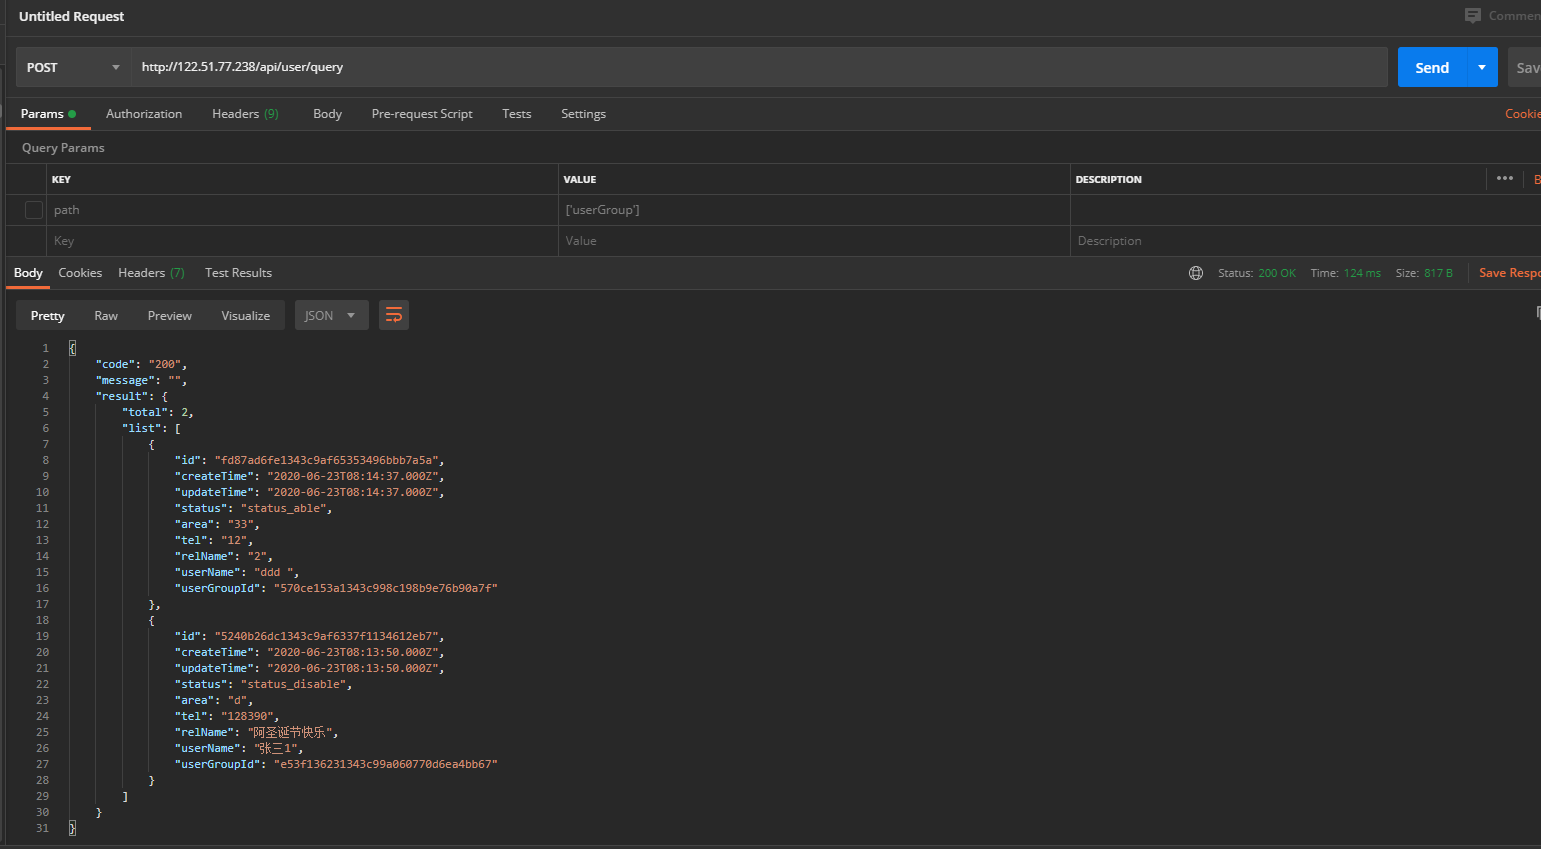 Untitled Request
Commen
POST
http://122.51.77.238/api/user/query
Send
Sav
Params
Authorization
Headers (9)
Body
Pre-request Script
Tests
Settings
Cookie
Query Params
KEY
VALUE
DESCRIPTION
•••
B
path
['userGroup']
Key
Value
Description
Body
Cookies
Headers (7)
Test Results
Status: 200 OK
Time: 124 ms
Size: 817 B
Save Respo
Pretty
Raw
Preview
Visualize
JSON
1 {
2 "code": "200",
3 "message": "",
4 "result": {
5 "total": 2,
6 "list": [
7 {
8 "id": "fd87ad6fe1343c9af65353496bbb7a5a",
9 "createTime": "2020-06-23T08:14:37.000Z",
10 "updateTime": "2020-06-23T08:14:37.000Z",
11 "status": "status_able",
12 "area": "33",
13 "tel": "12",
14 "relName": "2",
15 "userName": "ddd ",
16 "userGroupId": "570ce153a1343c998c198b9e76b90a7f"
17 },
18 {
19 "id": "5240b26dc1343c9af6337f1134612eb7",
20 "createTime": "2020-06-23T08:13:50.000Z",
21 "updateTime": "2020-06-23T08:13:50.000Z",
22 "status": "status_disable",
23 "area": "d",
24 "tel": "128390",
25 "relName": "阿圣诞节快乐",
26 "userName": "张三1",
27 "userGroupId": "e53f136231343c99a060770d6ea4bb67"
28 }
29 ]
30 }
31 }